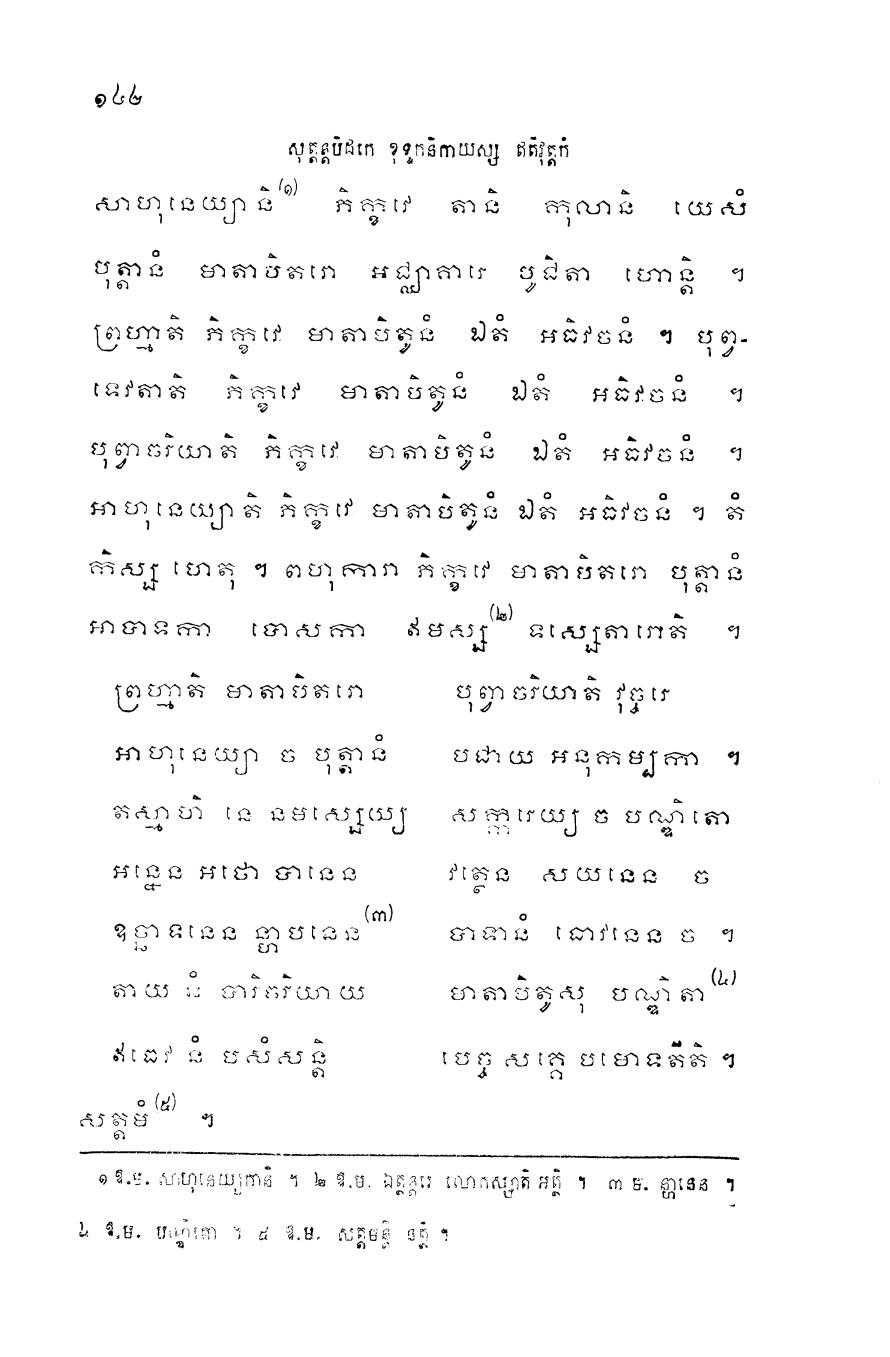 ១៤២
សុត្តន្តបិដកេ ខុទ្ទកនិកាយស្ស ឥតិវុត្តកំ
សាហុនេយ្យានិ(១) ភិក្ខវេ តានិ កុលានិ យេសំ
បុត្តានំ មាតាបិតរោ អជ្ឈាគារេ បូជិតា ហោន្តិ ។
ព្រហ្មាតិ ភិក្ខវេ មាតាបិតូនំ ឯតំ អធិវចនំ ។ បុព្វ-
ទេវតាតិ ភិក្ខវេ មាតាបិតូនំ ឯតំ អធិវចនំ ។
បុព្វាចរិយាតិ ភិក្ខវេ មាតាបិតូនំ ឯតំ អធិវចនំ ។
អាហុនេយ្យាតិ ភិក្ខវេ មាតាបិតូនំ ឯតំ អធិវចនំ ។ តំ
កិស្ស ហេតុ ។ ពហុការា ភិក្ខវេ មាតាបិតរោ បុត្តានំ
អាបាទកា បោសកា ឥមស្ស(២) ទស្សេតារោតិ ។
ព្រហ្មាតិ មាតាបិតរោ បុព្វាចរិយាតិ វុច្ចរេ
អាហុនេយ្យា ច បុត្តានំ បជាយ អនុកម្បកា ។
តស្មា ហិ នេ នមស្សេយ្យ សក្ការេយ្យ ច បណ្ឌិតោ
អន្នេន អថោ បានេន វត្ថេន សយនេន ច
ឧច្ឆាទនេន ន្ហាបនេន(៣) បាទានំ ធោវនេន ច ។
តាយ នំ បារិចរិយាយ មាតាបិតូសុ បណ្ឌិតា(៤)
ឥធេវ នំ បសំសន្តិ បេច្ច សគ្គេ បមោទតីតិ ។
សត្តមំ(៥) ។
១ ឱ.ម. សាហុនេយ្យកានិ ។ ២ ឱ.ម. ឯត្ថន្តរេ លោកស្សាតិ អត្ថិ ។ ៣ ម. ន្ហានេន ។
៤ ឱ.ម. បណ្ឌិតោ ។ ៥ ឱ.ម. សត្តមន្តិ នត្ថិ ។